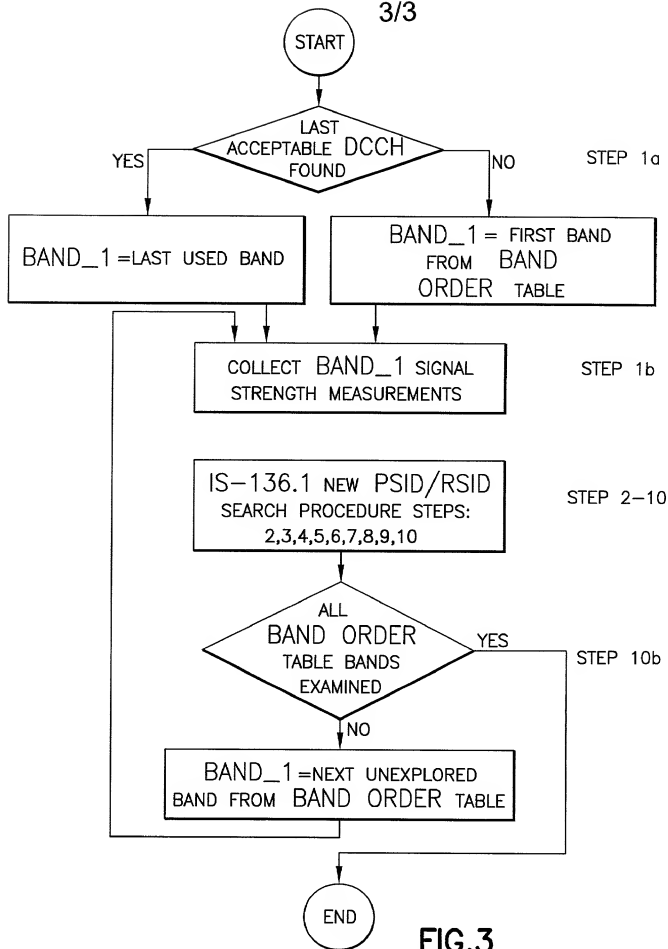 3/3
START
LAST
ACCEPTABLE DCCH
FOUND
YES
NO
STEP 1a
BAND_1 =LAST USED BAND
BAND_1 = FIRST BAND
FROM BAND
ORDER TABLE
COLLECT BAND_1 SIGNAL
STRENGTH MEASUREMENTS
STEP 1b
IS-136.1 NEW PSID/RSID
SEARCH PROCEDURE STEPS:
2,3,4,5,6,7,8,9,10
STEP 2-10
ALL
BAND ORDER
TABLE BANDS
EXAMINED
YES
STEP 10b
NO
BAND_1 =NEXT UNEXPLORED
BAND FROM BAND ORDER TABLE
END
FIG.3